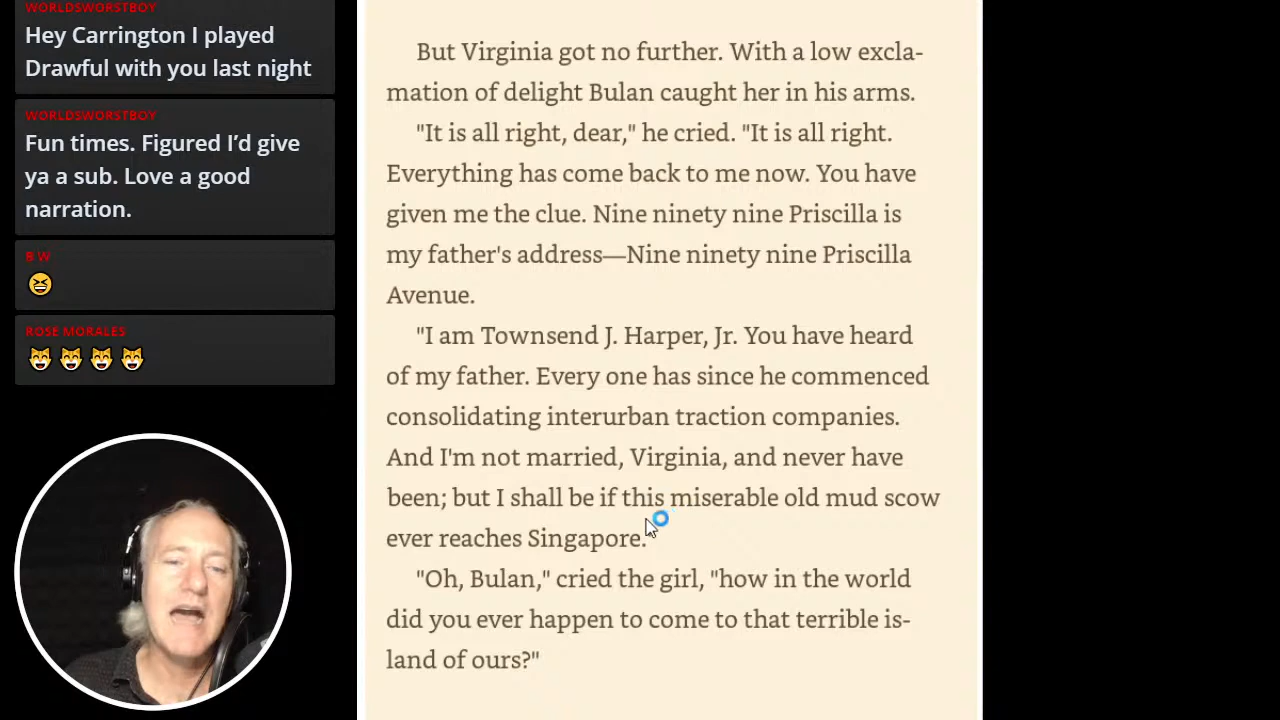 WORLDSWORSTBOY
Hey Carrington I played
Drawful with you last night
WORLDSWORSTBOY
Fun times. Figured I’d give
ya a sub. Love a good
narration.
B W
ROSE MORALES
But Virginia got no further. With a low excla-
mation of delight Bulan caught her in his arms.
"It is all right, dear," he cried. "It is all right.
Everything has come back to me now. You have
given me the clue. Nine ninety nine Priscilla is
my father's address—Nine ninety nine Priscilla
Avenue.
"I am Townsend J. Harper, Jr. You have heard
of my father. Every one has since he commenced
consolidating interurban traction companies.
And I'm not married, Virginia, and never have
been; but I shall be if this miserable old mud scow
ever reaches Singapore."
"Oh, Bulan," cried the girl, "how in the world
did you ever happen to come to that terrible is-
land of ours?"